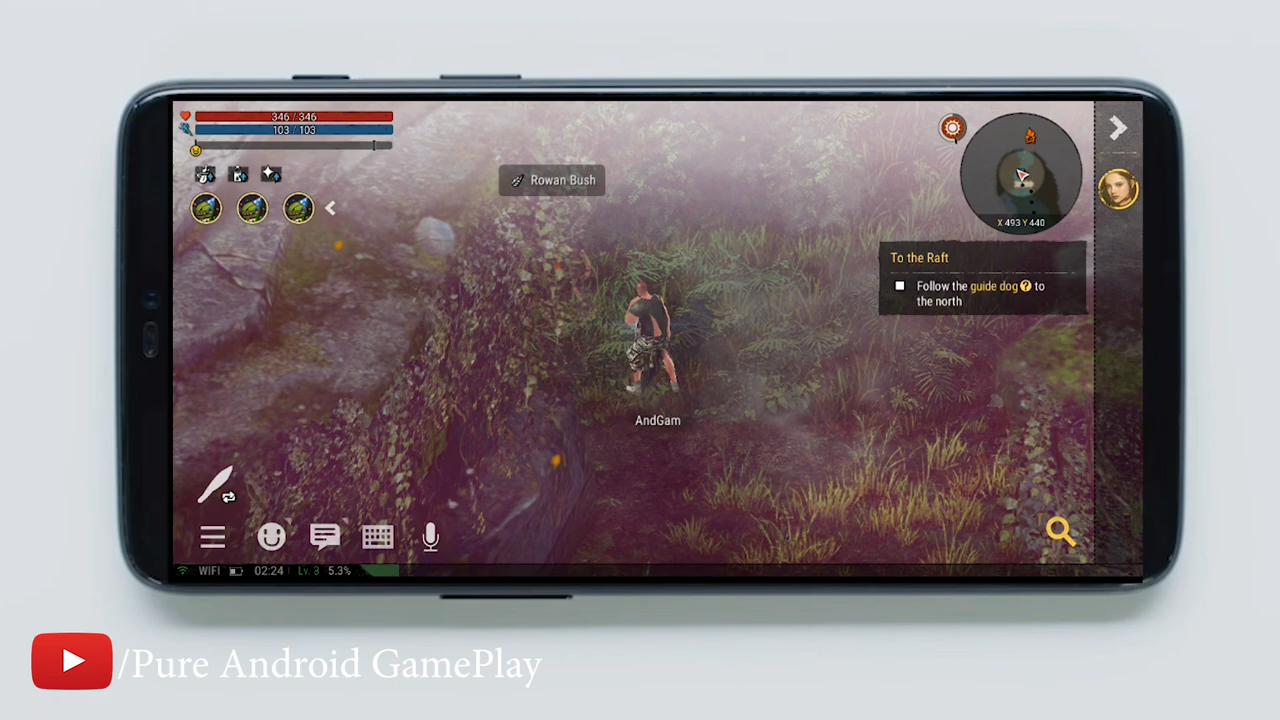 346 / 346
103 / 103
Rowan Bush
X 493 Y 440
To the Raft
Follow the guide dog ? to
the north
AndGam
WIFI 02:24 Lv. 3 5.3%
/Pure Android GamePlay